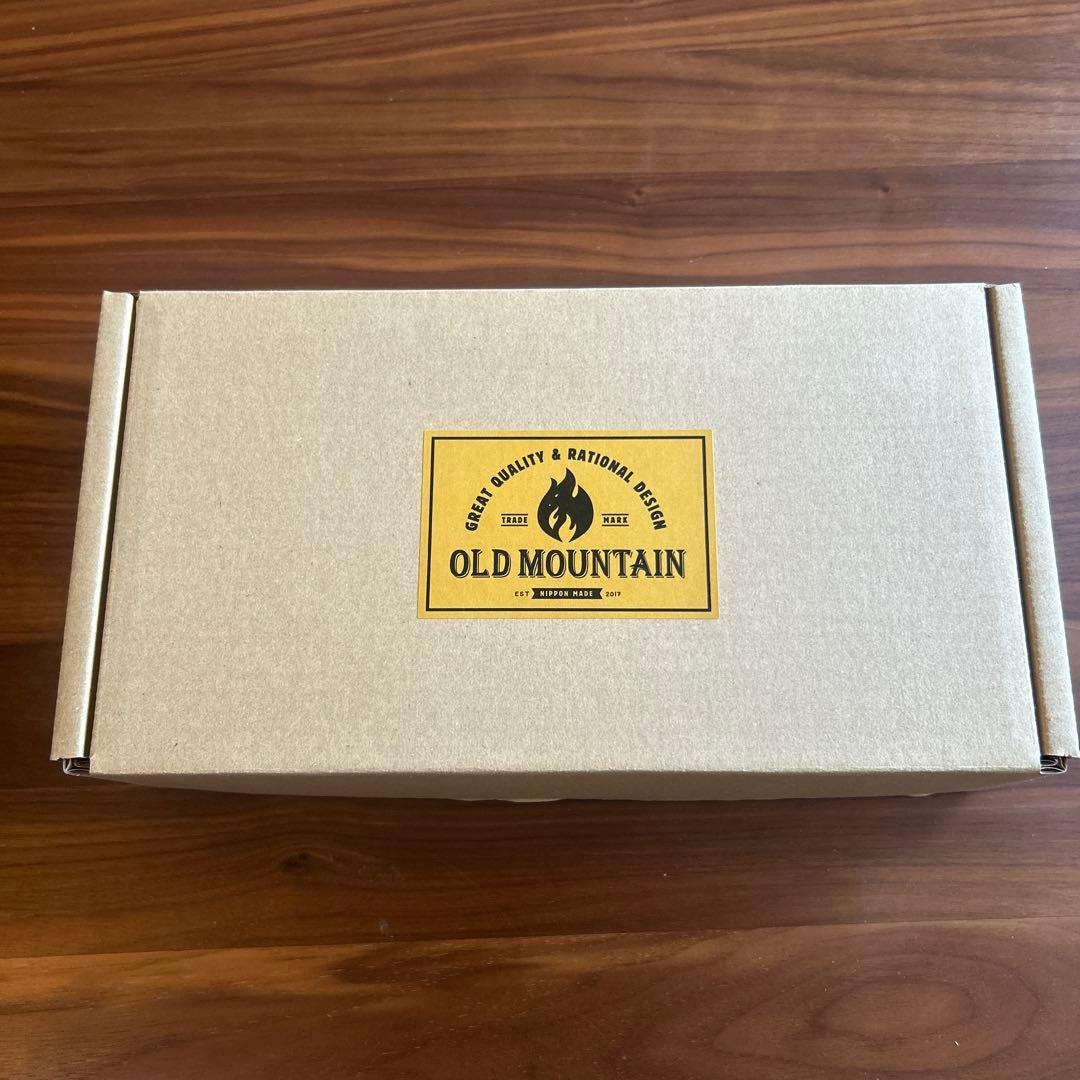 GREAT QUALITY & RATIONAL DESIGN
TRADE MARK
OLD MOUNTAIN
EST NIPPON MADE 2017